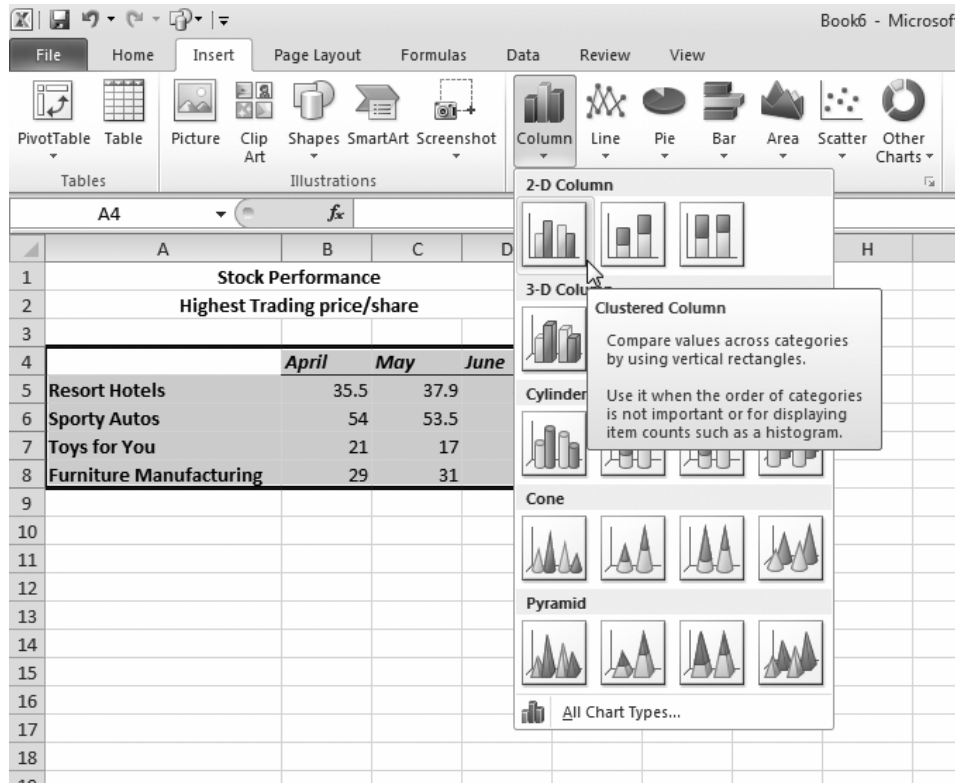 Book6 - Microsof
File Home Insert Page Layout Formulas Data Review View
PivotTable Table Picture Clip Art Shapes SmartArt Screenshot Column Line Pie Bar Area Scatter Other Charts
Tables Illustrations
2-D Column
A4 fx
A B C D H
1 Stock Performance
2 Highest Trading price/share
3
4 April May June
5 Resort Hotels 35.5 37.9
6 Sporty Autos 54 53.5
7 Toys for You 21 17
8 Furniture Manufacturing 29 31
9
10
11
12
13
14
15
16
17
18
3-D Column
Clustered Column
Compare values across categories
by using vertical rectangles.
Use it when the order of categories
is not important or for displaying
item counts such as a histogram.
Cylinder
Cone
Pyramid
All Chart Types...